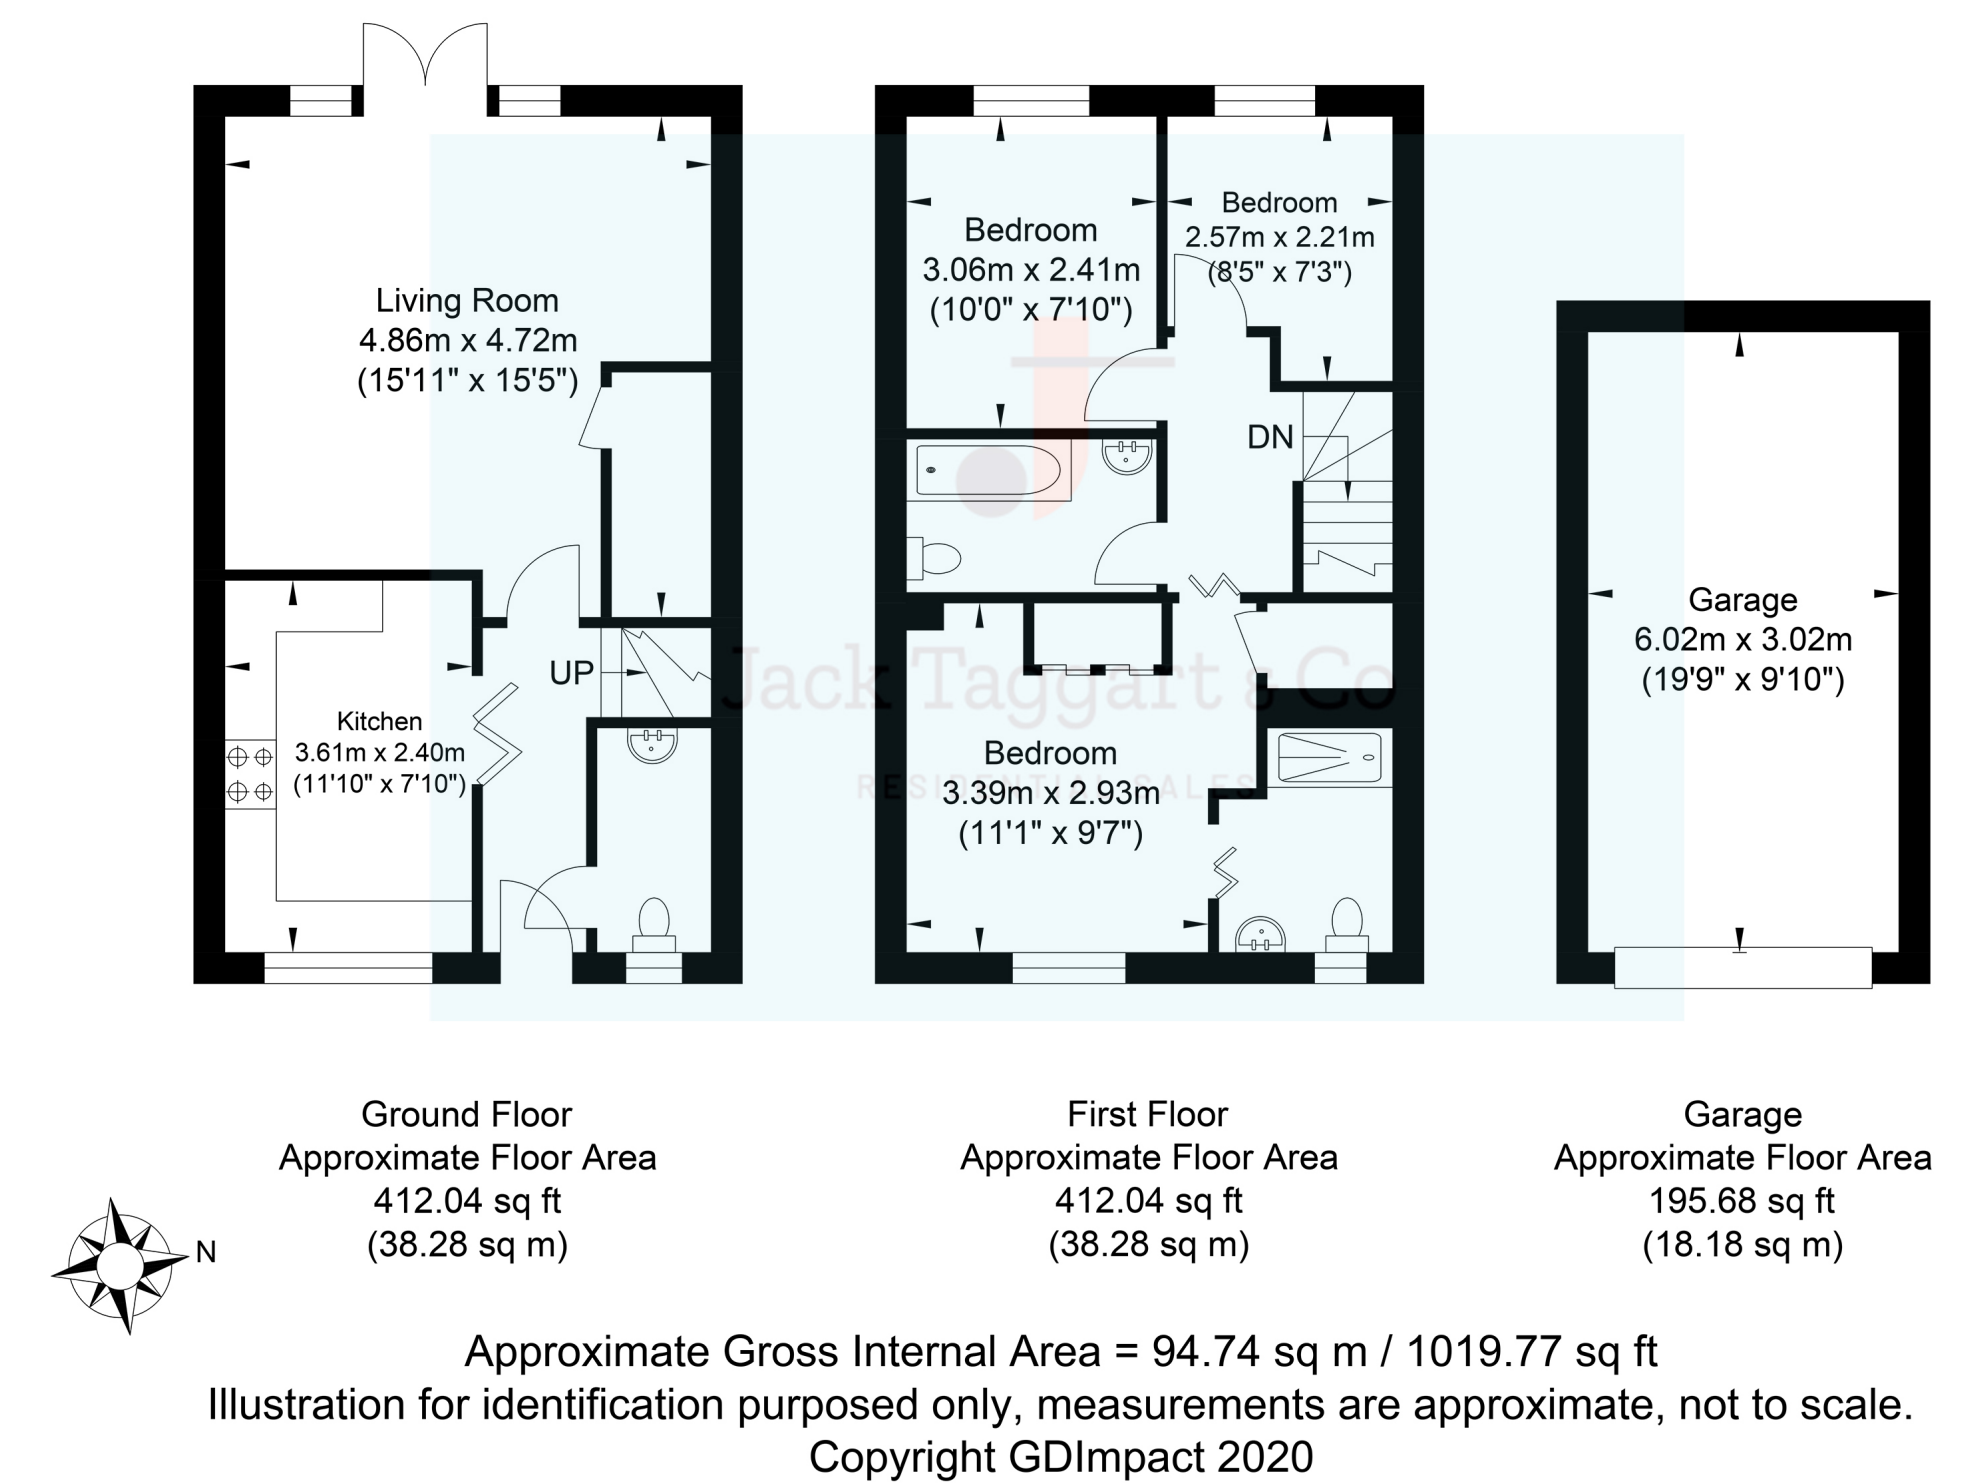 Living Room
4.86m x 4.72m
(15'11" x 15'5")
UP
Kitchen
3.61m x 2.40m
(11'10" x 7'10")
Bedroom
3.06m x 2.41m
(10'0" x 7'10")
Bedroom
2.57m x 2.21m
(8'5" x 7'3")
DN
Bedroom
3.39m x 2.93m
(11'1" x 9'7")
Garage
6.02m x 3.02m
(19'9" x 9'10")
Jack Taggart & Co
RESIDENTIAL SALES
Ground Floor
Approximate Floor Area
412.04 sq ft
(38.28 sq m)
First Floor
Approximate Floor Area
412.04 sq ft
(38.28 sq m)
Garage
Approximate Floor Area
195.68 sq ft
(18.18 sq m)
N
Approximate Gross Internal Area = 94.74 sq m / 1019.77 sq ft
Illustration for identification purposed only, measurements are approximate, not to scale.
Copyright GDImpact 2020